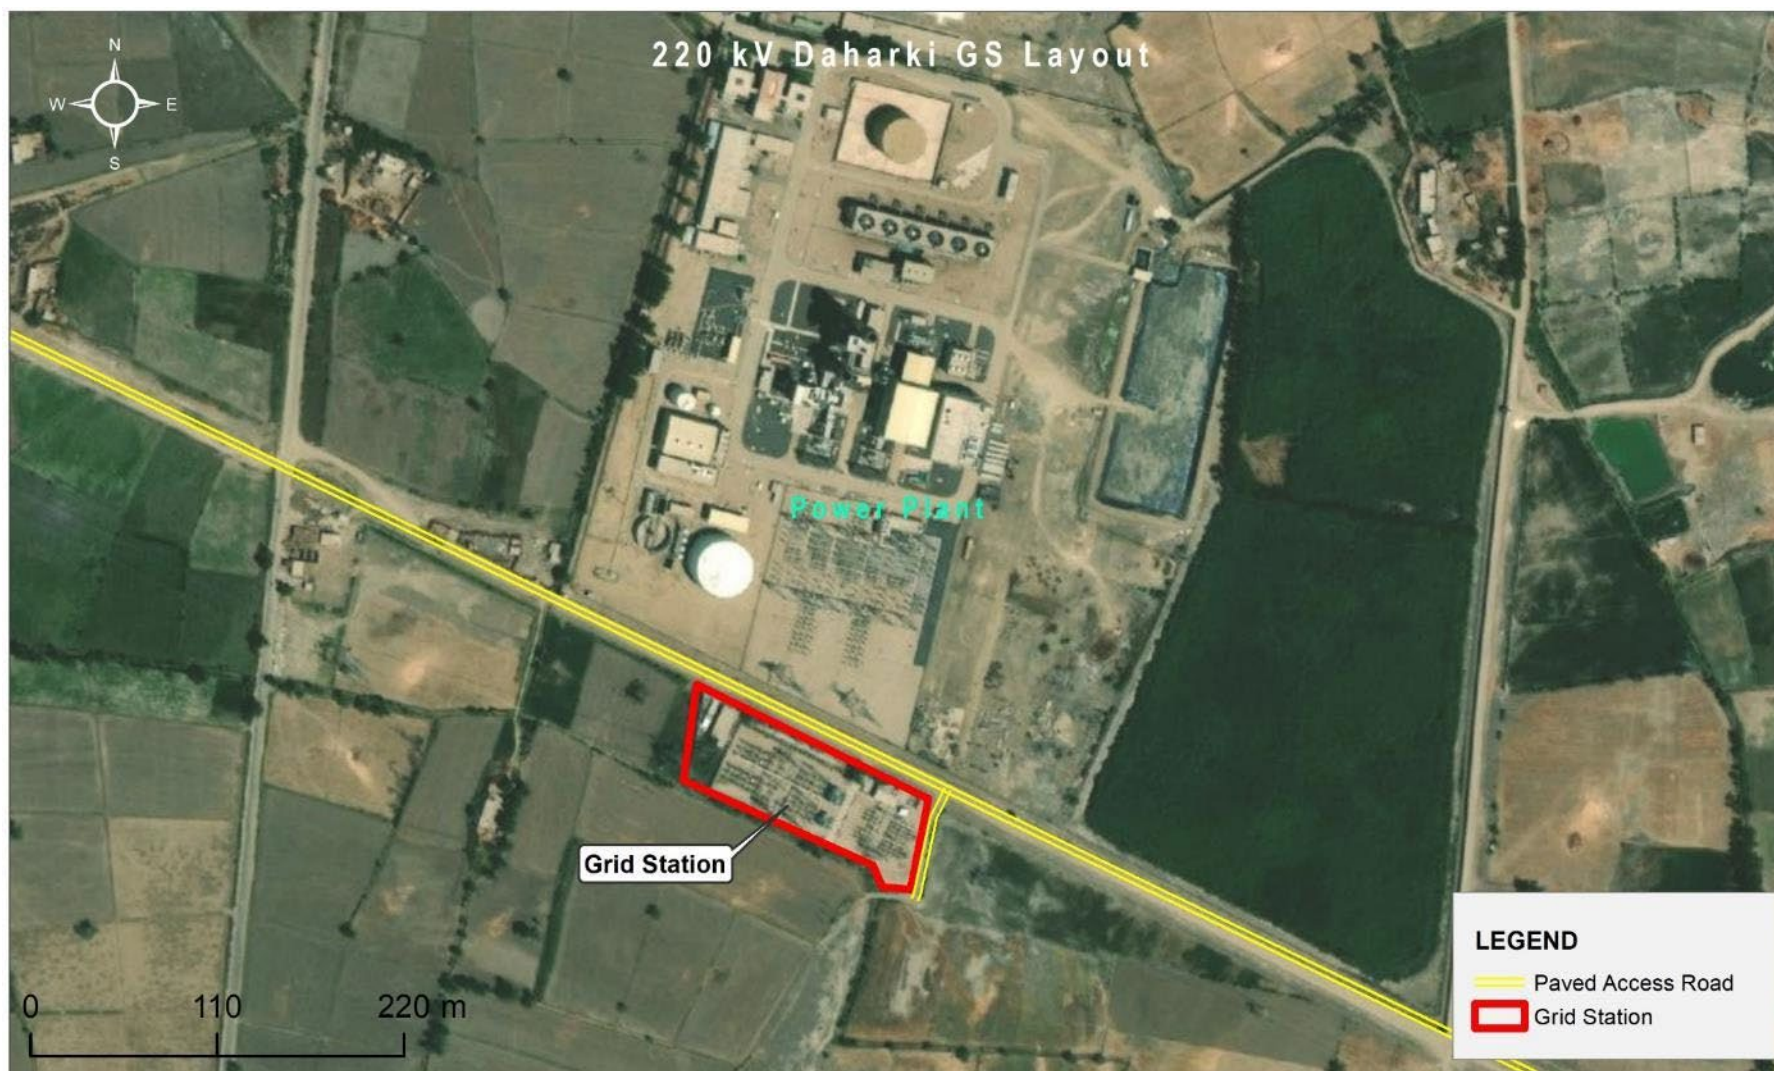 220 kV Daharki GS Layout
N
W E
S
Power Plant
Grid Station
LEGEND
Paved Access Road
Grid Station
0 110 220 m